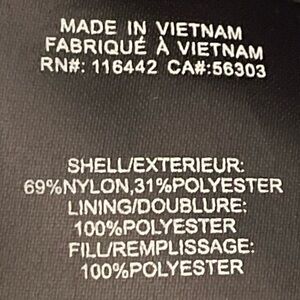 MADE IN VIETNAM
FABRIQUÉ À VIETNAM
RN#: 116442 CA#:56303
SHELL/EXTERIEUR:
69%NYLON,31%POLYESTER
LINING/DOUBLURE:
100%POLYESTER
FILL/REMPLISSAGE:
100%POLYESTER